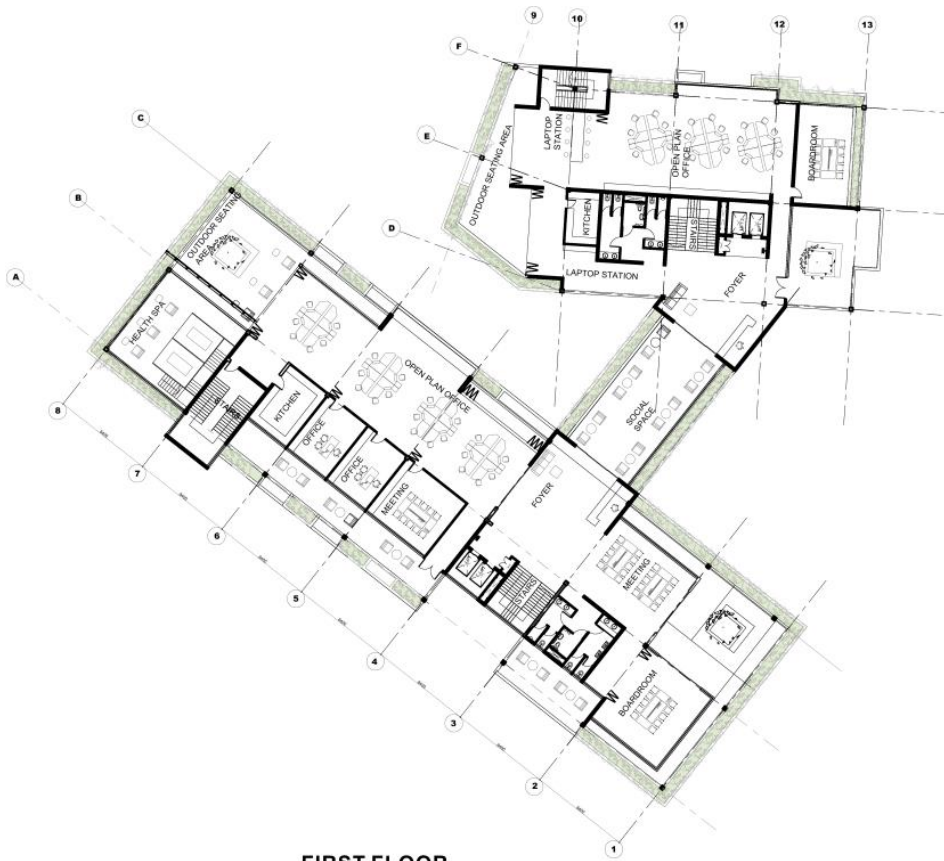 9
10
11
12
13
F
E
D
C
B
A
OUTDOOR SEATING AREA
LAPTOP
STATION
OPEN PLAN
OFFICE
BOARDROOM
KITCHEN
STAIRS
LAPTOP STATION
FOYER
OUTDOOR SEATING
AREA
HEALTH SPA
STAIRS
KITCHEN
OFFICE
OFFICE
MEETING
OPEN PLAN OFFICE
SOCIAL
SPACE
FOYER
STAIRS
MEETING
BOARDROOM
8
7
6
5
4
3
2
1
FIRST FLOOR